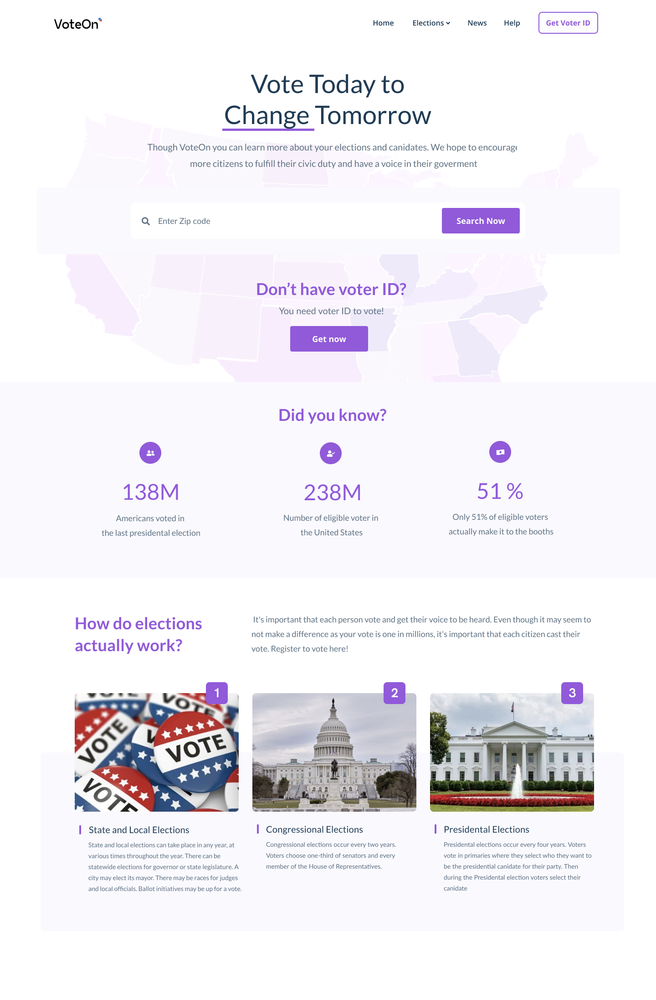 VoteOn
Home Elections News Help Get Voter ID
Vote Today to
Change Tomorrow
Though VoteOn you can learn more about your elections and canidates. We hope to encourage
more citizens to fulfill their civic duty and have a voice in their goverment
Enter Zip code
Search Now
Don't have voter ID?
You need voter ID to vote!
Get now
Did you know?
138M
Americans voted in
the last presidental election
238M
Number of eligible voter in
the United States
51 %
Only 51% of eligible voters
actually make it to the booths
How do elections
actually work?
It's important that each person vote and get their voice to be heard. Even though it may seem to
not make a difference as your vote is one in millions, it's important that each citizen cast their
vote. Register to vote here!
1
VOTE
VOTE
VOTE
VOTE
VOTE
State and Local Elections
State and local elections can take place in any year, at
various times throughout the year. There can be
statewide elections for governor or state legislature. A
city may elect its mayor. There may be races for judges
and local officials. Ballot initiatives may be up for a vote.
2
Congressional Elections
Congressional elections occur every two years.
Voters choose one-third of senators and every
member of the House of Representatives.
3
Presidental Elections
Presidental elections occur every four years. Voters
vote in primaries where they select who they want to
be the presidential canidate for their party. Then
during the Presidental election voters select their
canidate